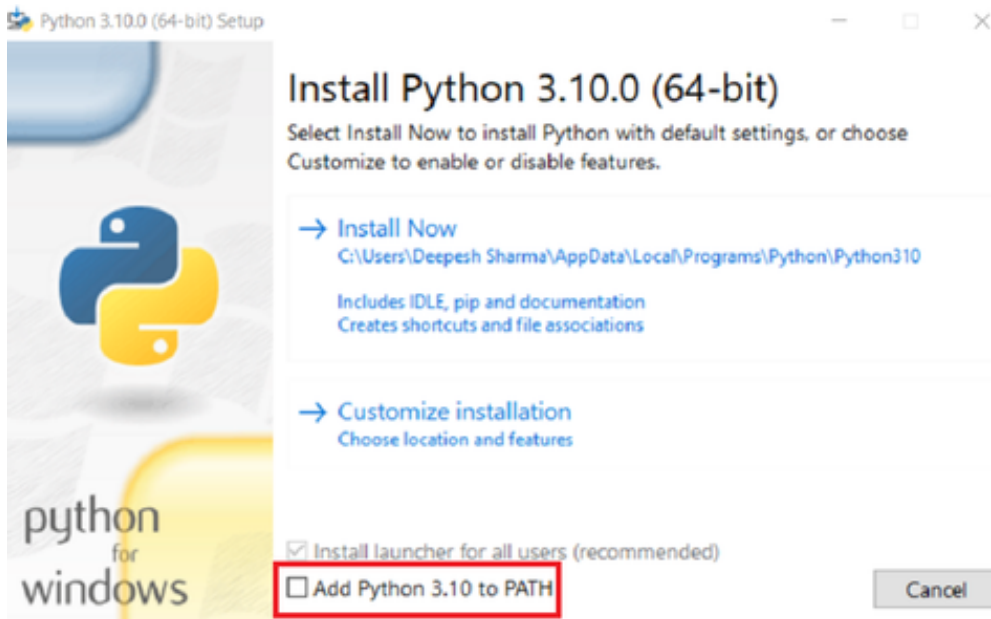 Python 3.10.0 (64-bit) Setup
Install Python 3.10.0 (64-bit)
Select Install Now to install Python with default settings, or choose
Customize to enable or disable features.
Install Now
C:\Users\Deepesh Sharma\AppData\Local\Programs\Python\Python310
Includes IDLE, pip and documentation
Creates shortcuts and file associations
Customize installation
Choose location and features
python
for
windows
Install launcher for all users (recommended)
Add Python 3.10 to PATH
Cancel